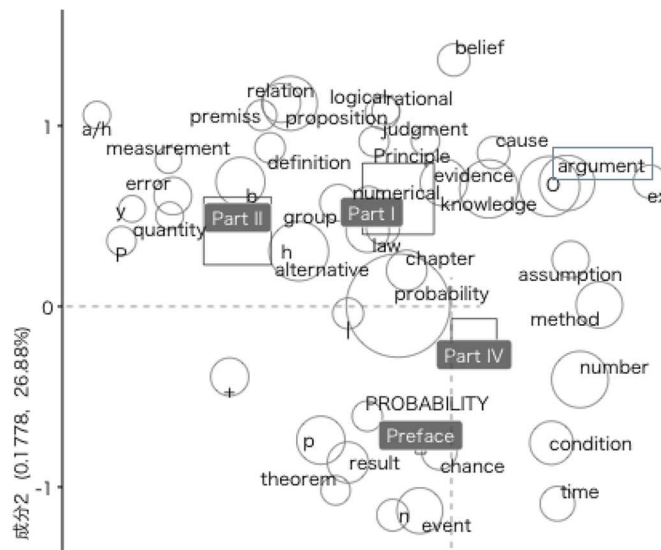 belief
relation
logical
rational
1
premiss
proposition
a/h
judgment
measurement
cause
definition
Principle
argument
error
evidence
O
b
numerical
ex
y
Part II
group
Part I
knowledge
quantity
law
P
h
chapter
alternative
assumption
probability
0
method
l
Part IV
number
+
PROBABILITY
Preface
p
condition
result
chance
theorem
-1
time
n
event
成分2 (0.1778, 26.88%)